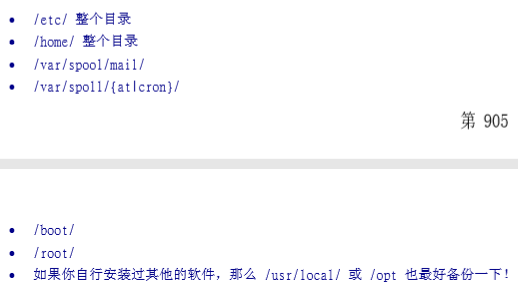 • /etc/ 整个目录
• /home/ 整个目录
• /var/spool/mail/
• /var/spoll/{at|cron}/
第 905
• /boot/
• /root/
• 如果你自行安装过其他的软件，那么 /usr/local/ 或 /opt 也最好备份一下！